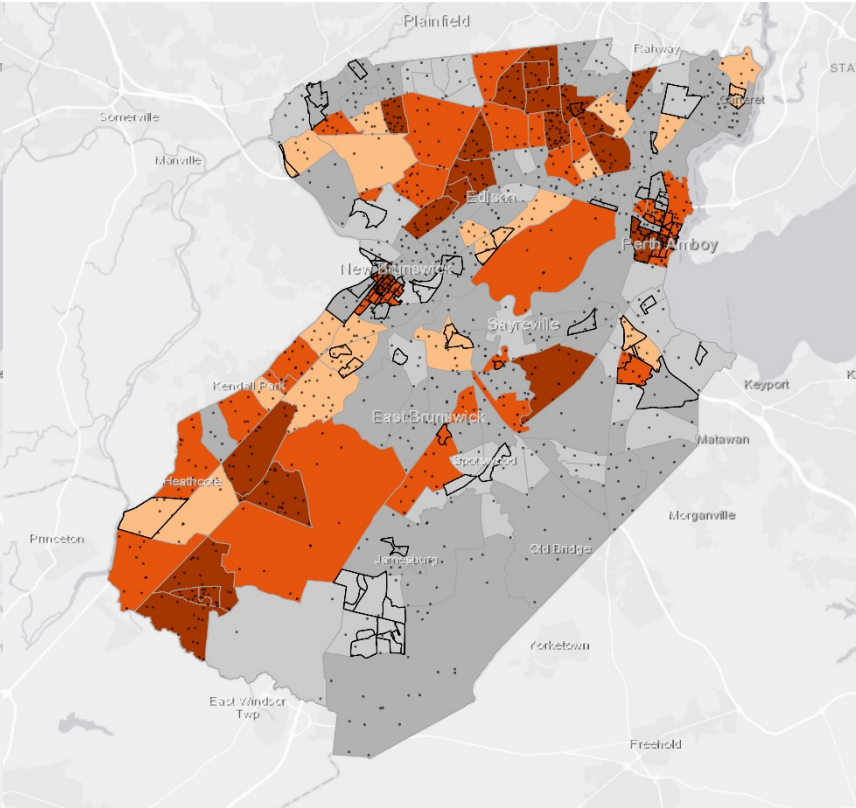 Plainfield
Rahway
STA
Somerville
Carteret
Manville
Edison
Perth Amboy
New Brunswick
Sayreville
Kendall Park
Keyport
K
East Brunswick
Matawan
Spotswood
Heathcote
Morganville
Princeton
Old Bridge
Jamesburg
Yorketown
East Windsor
Twp
Freehold